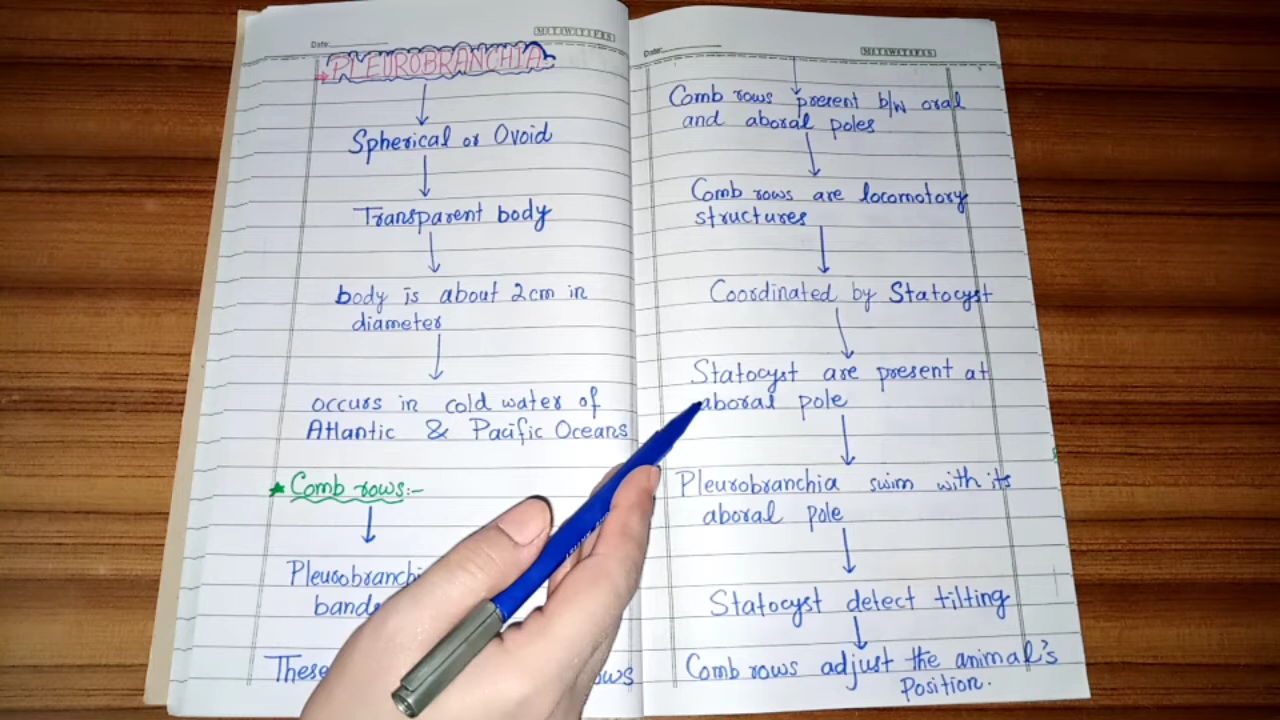 Date:
M T W T F S S
PLEUROBRANCHIA
Spherical or Ovoid
Transparent body
body is about 2cm in
diameter
occurs in cold water of
Atlantic & Pacific Oceans
Comb rows:-
These
Date:
M T W T F S S
Comb rows present b/w oral
and aboral poles
Comb rows are locomotory
structures
Coordinated by Statocyst
Statocyst are present at
aboral pole
Pleurobranchia swim with its
aboral pole
Statocyst detect tilting
Comb rows adjust the animal's
Position.